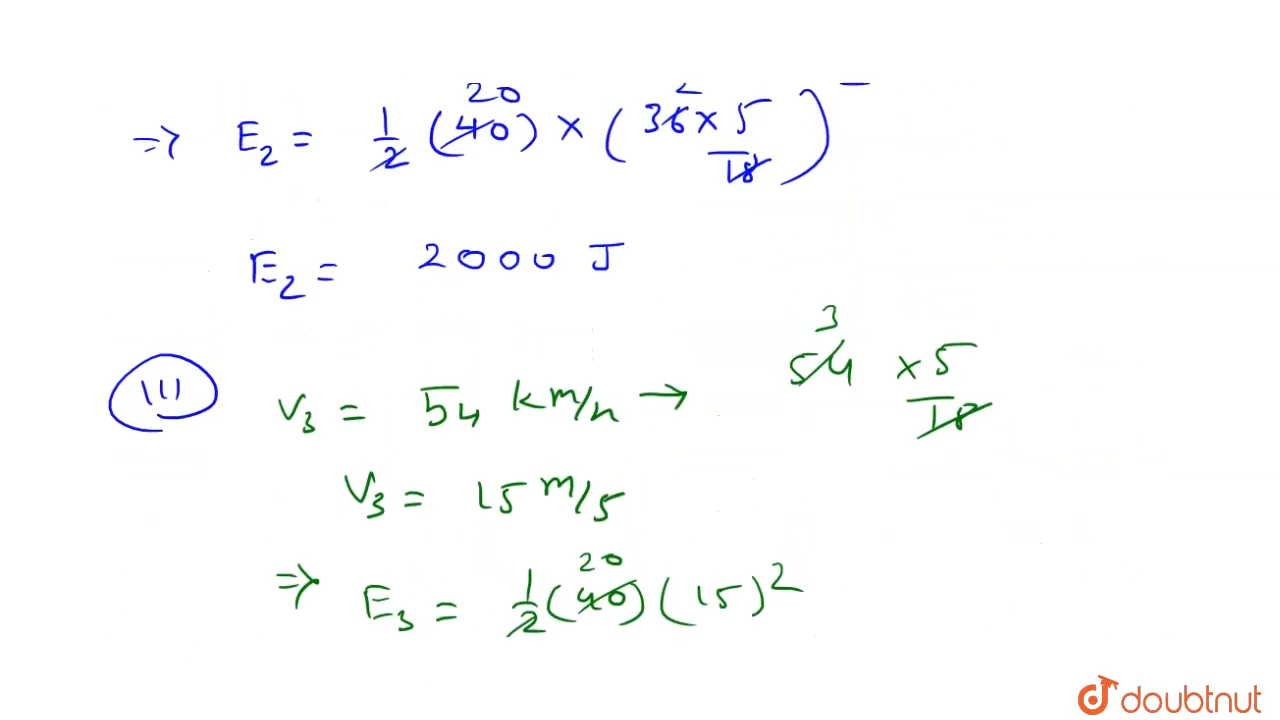 ⇒ E₂ = 1/2 (40) × (36 × 5/18)²
20 2
E₂ = 2000 J
III V₃ = 54 km/h → 54 × 5/18
3
V₃ = 15 m/s
⇒ E₃ = 1/2 (40) (15)²
20
doubtnut